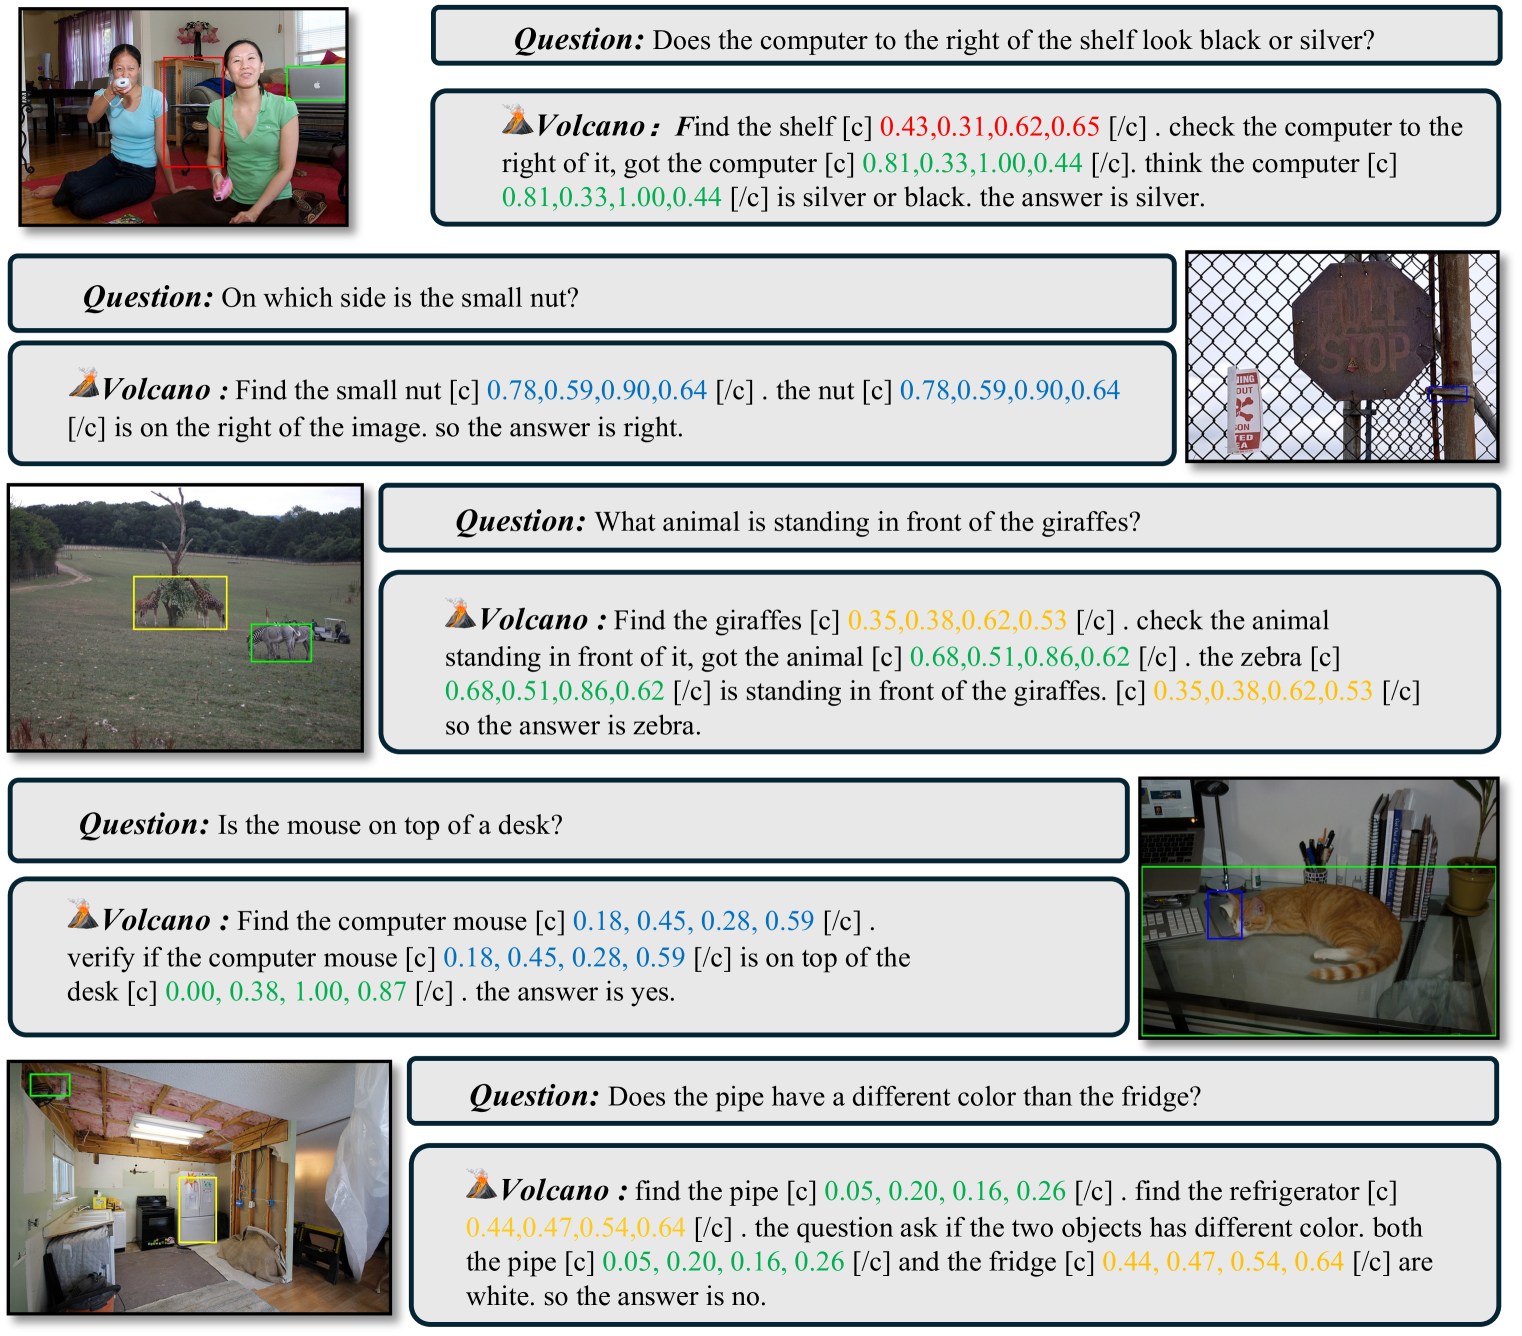 Question: Does the computer to the right of the shelf look black or silver?
Volcano : Find the shelf [c] 0.43,0.31,0.62,0.65 [/c] . check the computer to the
right of it, got the computer [c] 0.81,0.33,1.00,0.44 [/c]. think the computer [c]
0.81,0.33,1.00,0.44 [/c] is silver or black. the answer is silver.
Question: On which side is the small nut?
Volcano : Find the small nut [c] 0.78,0.59,0.90,0.64 [/c] . the nut [c] 0.78,0.59,0.90,0.64
[/c] is on the right of the image. so the answer is right.
FULL
STOP
NING
OUT
SON
TED
EA
Question: What animal is standing in front of the giraffes?
Volcano : Find the giraffes [c] 0.35,0.38,0.62,0.53 [/c] . check the animal
standing in front of it, got the animal [c] 0.68,0.51,0.86,0.62 [/c] . the zebra [c]
0.68,0.51,0.86,0.62 [/c] is standing in front of the giraffes. [c] 0.35,0.38,0.62,0.53 [/c]
so the answer is zebra.
Question: Is the mouse on top of a desk?
Volcano : Find the computer mouse [c] 0.18, 0.45, 0.28, 0.59 [/c] .
verify if the computer mouse [c] 0.18, 0.45, 0.28, 0.59 [/c] is on top of the
desk [c] 0.00, 0.38, 1.00, 0.87 [/c] . the answer is yes.
Question: Does the pipe have a different color than the fridge?
Volcano : find the pipe [c] 0.05, 0.20, 0.16, 0.26 [/c] . find the refrigerator [c]
0.44,0.47,0.54,0.64 [/c] . the question ask if the two objects has different color. both
the pipe [c] 0.05, 0.20, 0.16, 0.26 [/c] and the fridge [c] 0.44, 0.47, 0.54, 0.64 [/c] are
white. so the answer is no.